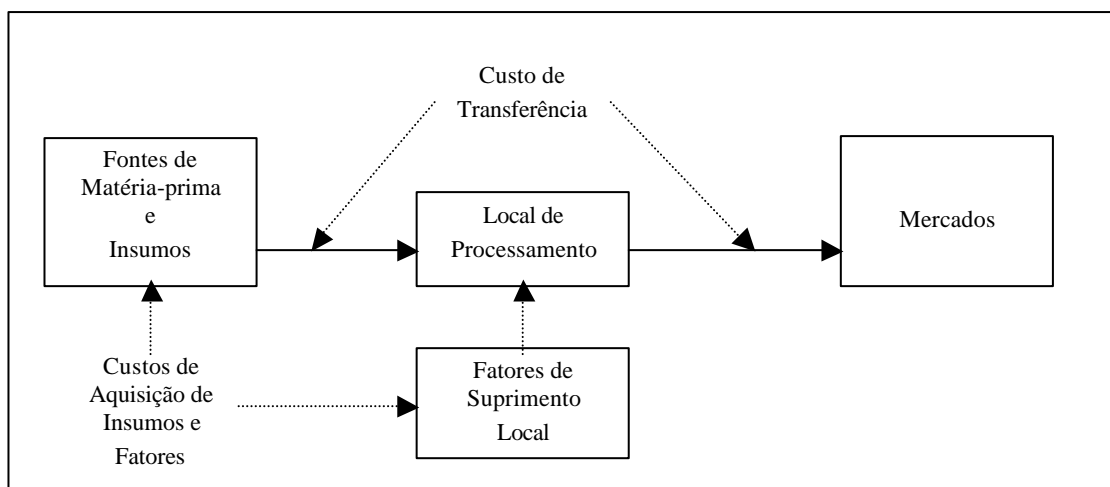 Custo de
Transferência
Fontes de
Matéria-prima
e
Insumos
Local de
Processamento
Mercados
Custos de
Aquisição de
Insumos e
Fatores
Fatores de
Suprimento
Local